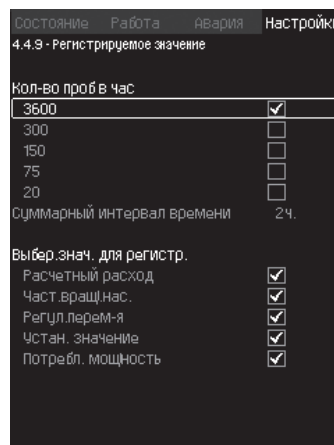 Состояние Работа Авария Настройки
4.4.9 - Регистрируемое значение
Кол-во проб в час
3600
300
150
75
20
Суммарный интервал времени 2ч.
Выбер.знач. для регистр.
Расчетный расход
Част.вращ.нас.
Регул.перем-я
Устан. значение
Потребл. мощность